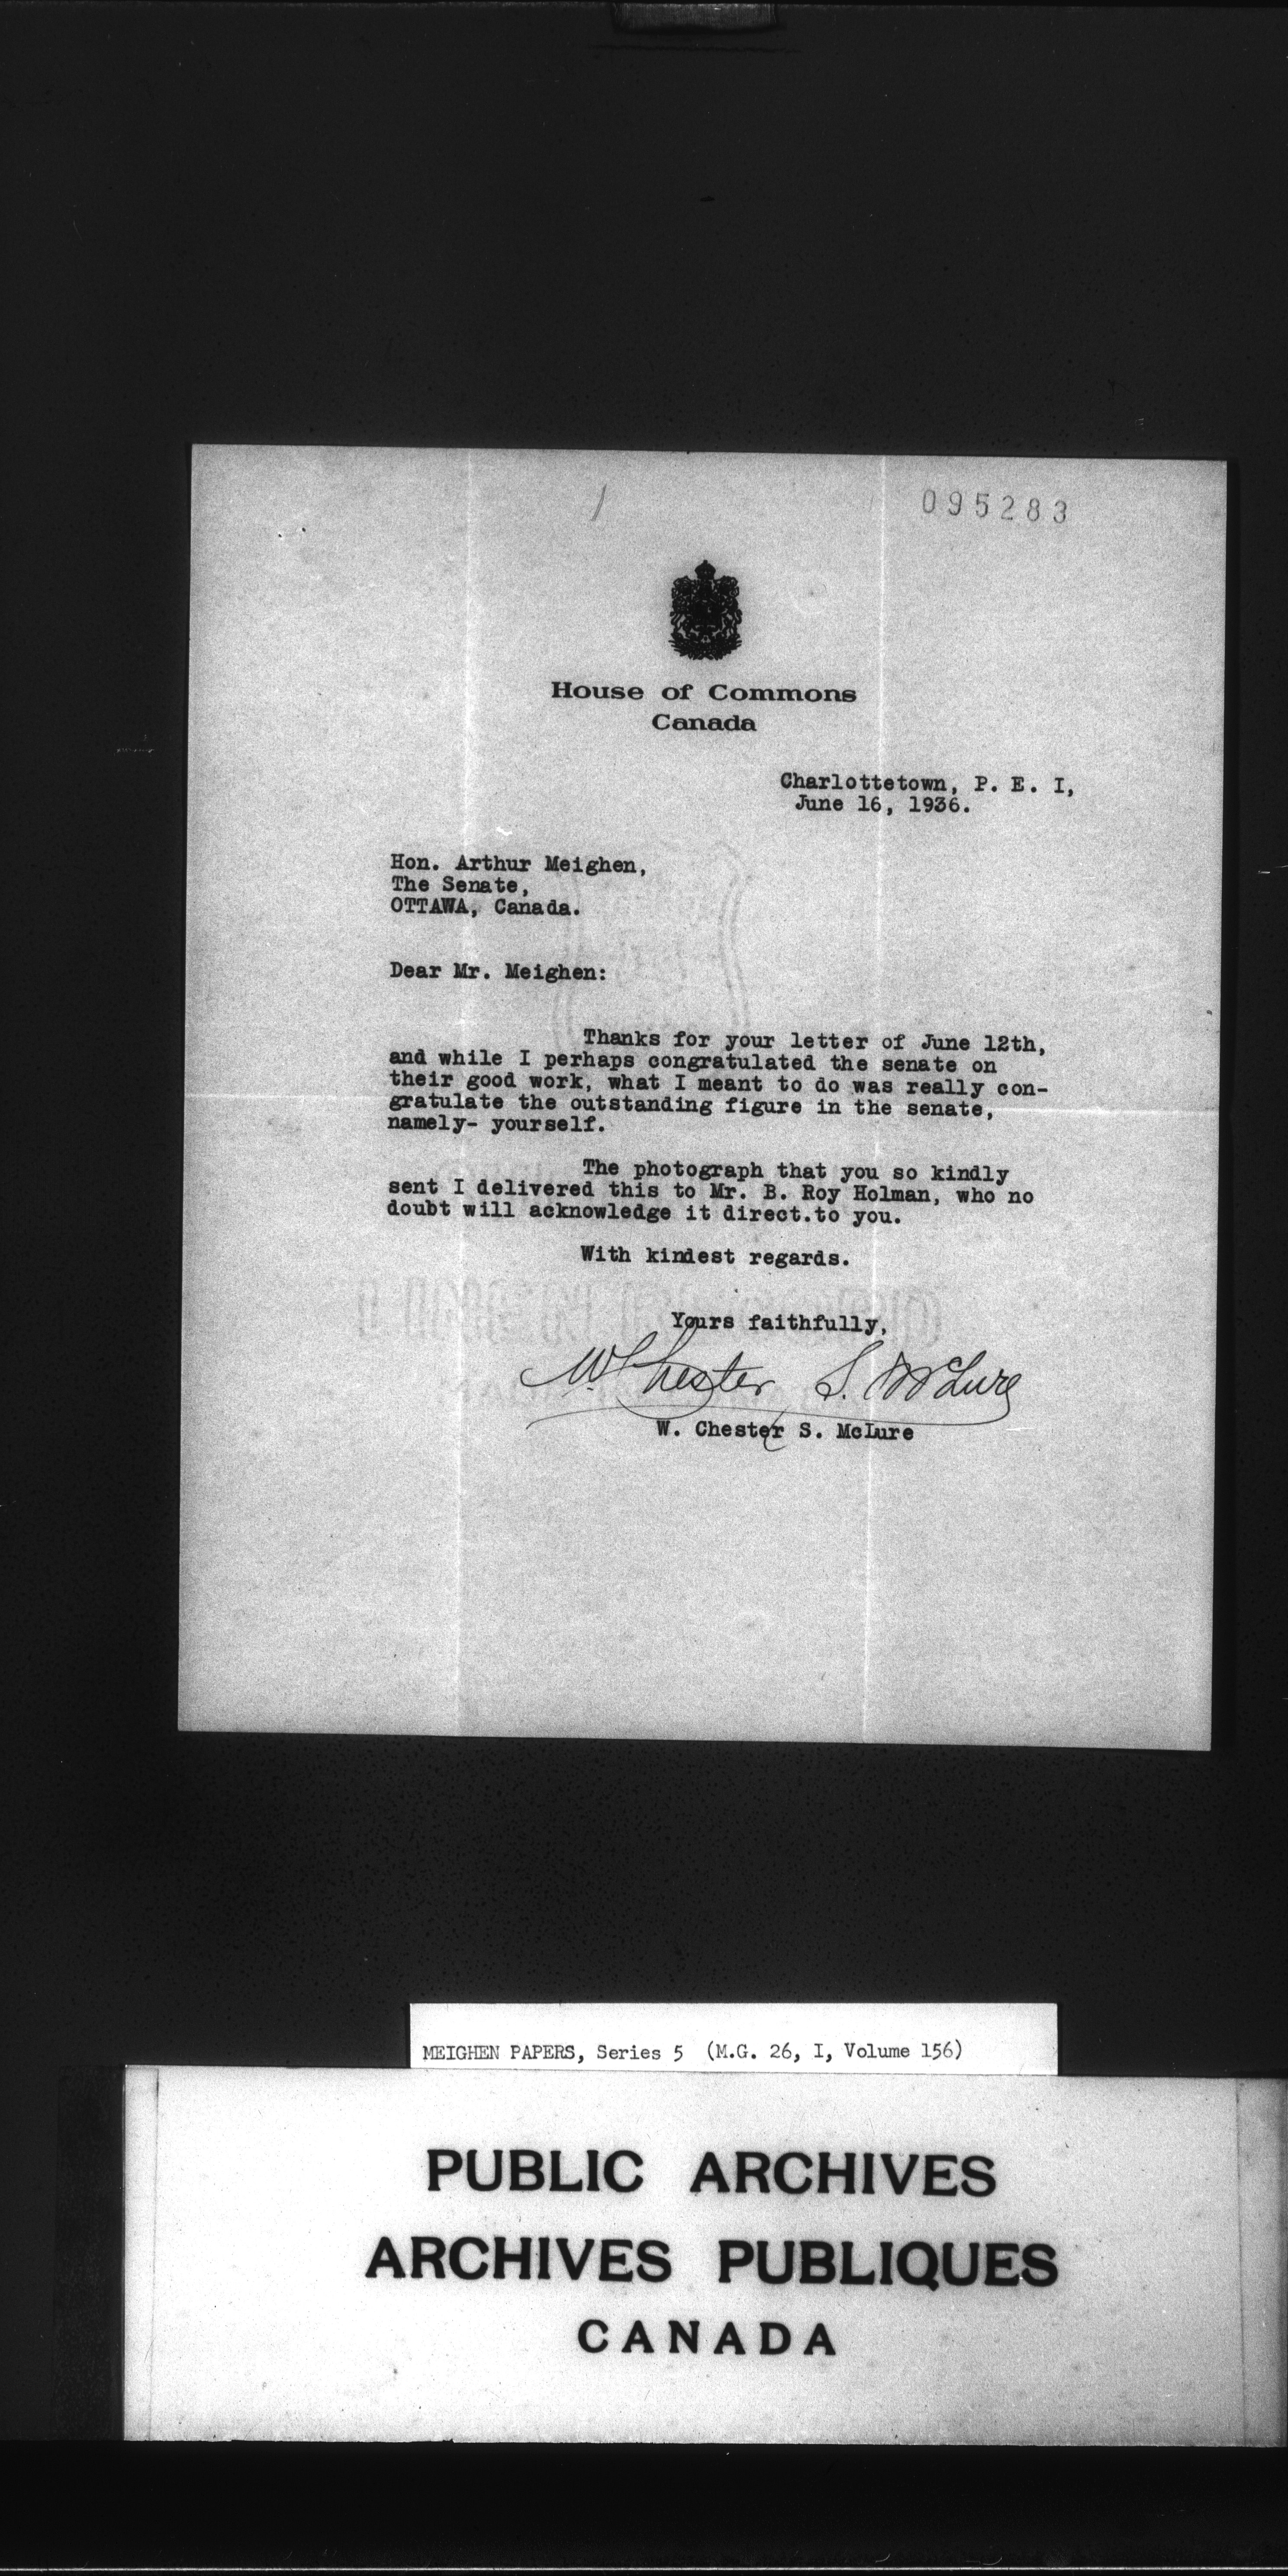 095283
House of Commons
Canada
Charlottetown, P. E. I,
June 16, 1936.
Hon. Arthur Meighen,
The Senate,
OTTAWA, Canada.
Dear Mr. Meighen:
Thanks for your letter of June 12th,
and while I perhaps congratulated the senate on
their good work, what I meant to do was really con-
gratulate the outstanding figure in the senate,
namely- yourself.
The photograph that you so kindly
sent I delivered this to Mr. B. Roy Holman, who no
doubt will acknowledge it direct.to you.
With kindest regards.
Yours faithfully,
W. Chester S. McLure
W. Chester S. McLure
MEIGHEN PAPERS, Series 5 (M.G. 26, I, Volume 156)
PUBLIC ARCHIVES
ARCHIVES PUBLIQUES
CANADA